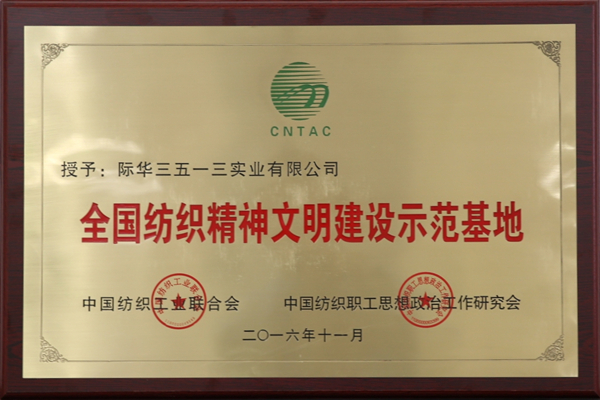 CNTAC
授予：际华三五一三实业有限公司
全国纺织精神文明建设示范基地
中国纺织工业联合会 中国纺织职工思想政治工作研究会
二〇一六年十一月